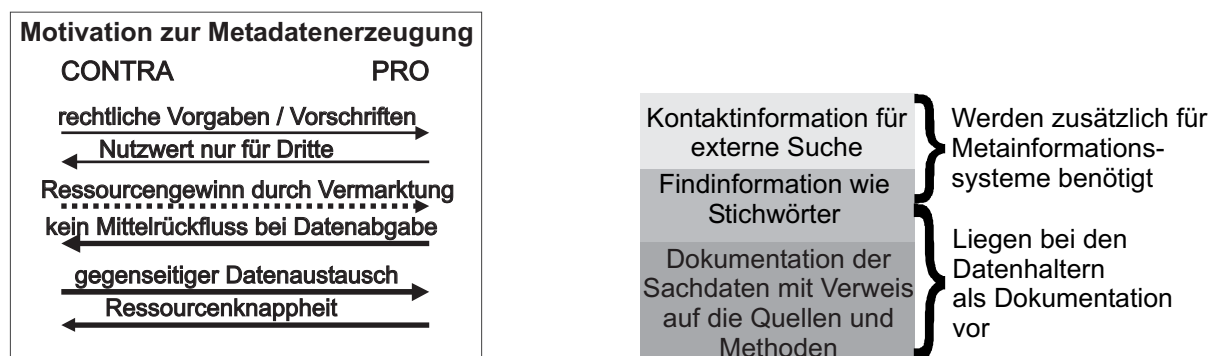 Motivation zur Metadatenerzeugung
CONTRA PRO
rechtliche Vorgaben / Vorschriften
Nutzwert nur für Dritte
Ressourcengewinn durch Vermarktung
kein Mittelrückfluss bei Datenabgabe
gegenseitiger Datenaustausch
Ressourcenknappheit
Kontaktinformation für
externe Suche
Findinformation wie
Stichwörter
Dokumentation der
Sachdaten mit Verweis
auf die Quellen und
Methoden
Werden zusätzlich für
Metainformations-
systeme benötigt
Liegen bei den
Datenhaltern
als Dokumentation
vor